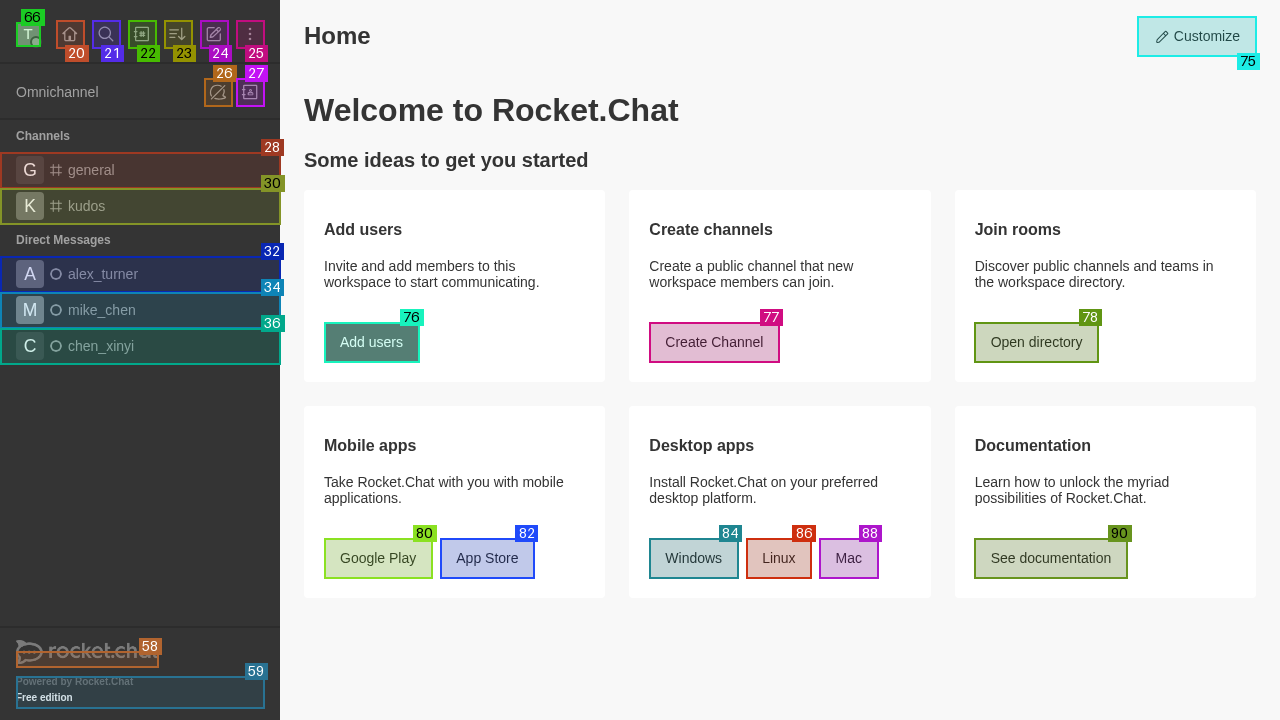 66
T
20 21 22 23 24 25
Home
Customize
75
26 27
Omnichannel
Welcome to Rocket.Chat
Channels
28
Some ideas to get you started
G general
30
K kudos
Direct Messages
32
A alex_turner
34
M mike_chen
36
C chen_xinyi
Add users
Invite and add members to this
workspace to start communicating.
76
Add users
Create channels
Create a public channel that new
workspace members can join.
77
Create Channel
Join rooms
Discover public channels and teams in
the workspace directory.
78
Open directory
Mobile apps
Take Rocket.Chat with you with mobile
applications.
80 82
Google Play App Store
Desktop apps
Install Rocket.Chat on your preferred
desktop platform.
84 86 88
Windows Linux Mac
Documentation
Learn how to unlock the myriad
possibilities of Rocket.Chat.
90
See documentation
58
rocket.chat
59
Powered by Rocket.Chat
Free edition